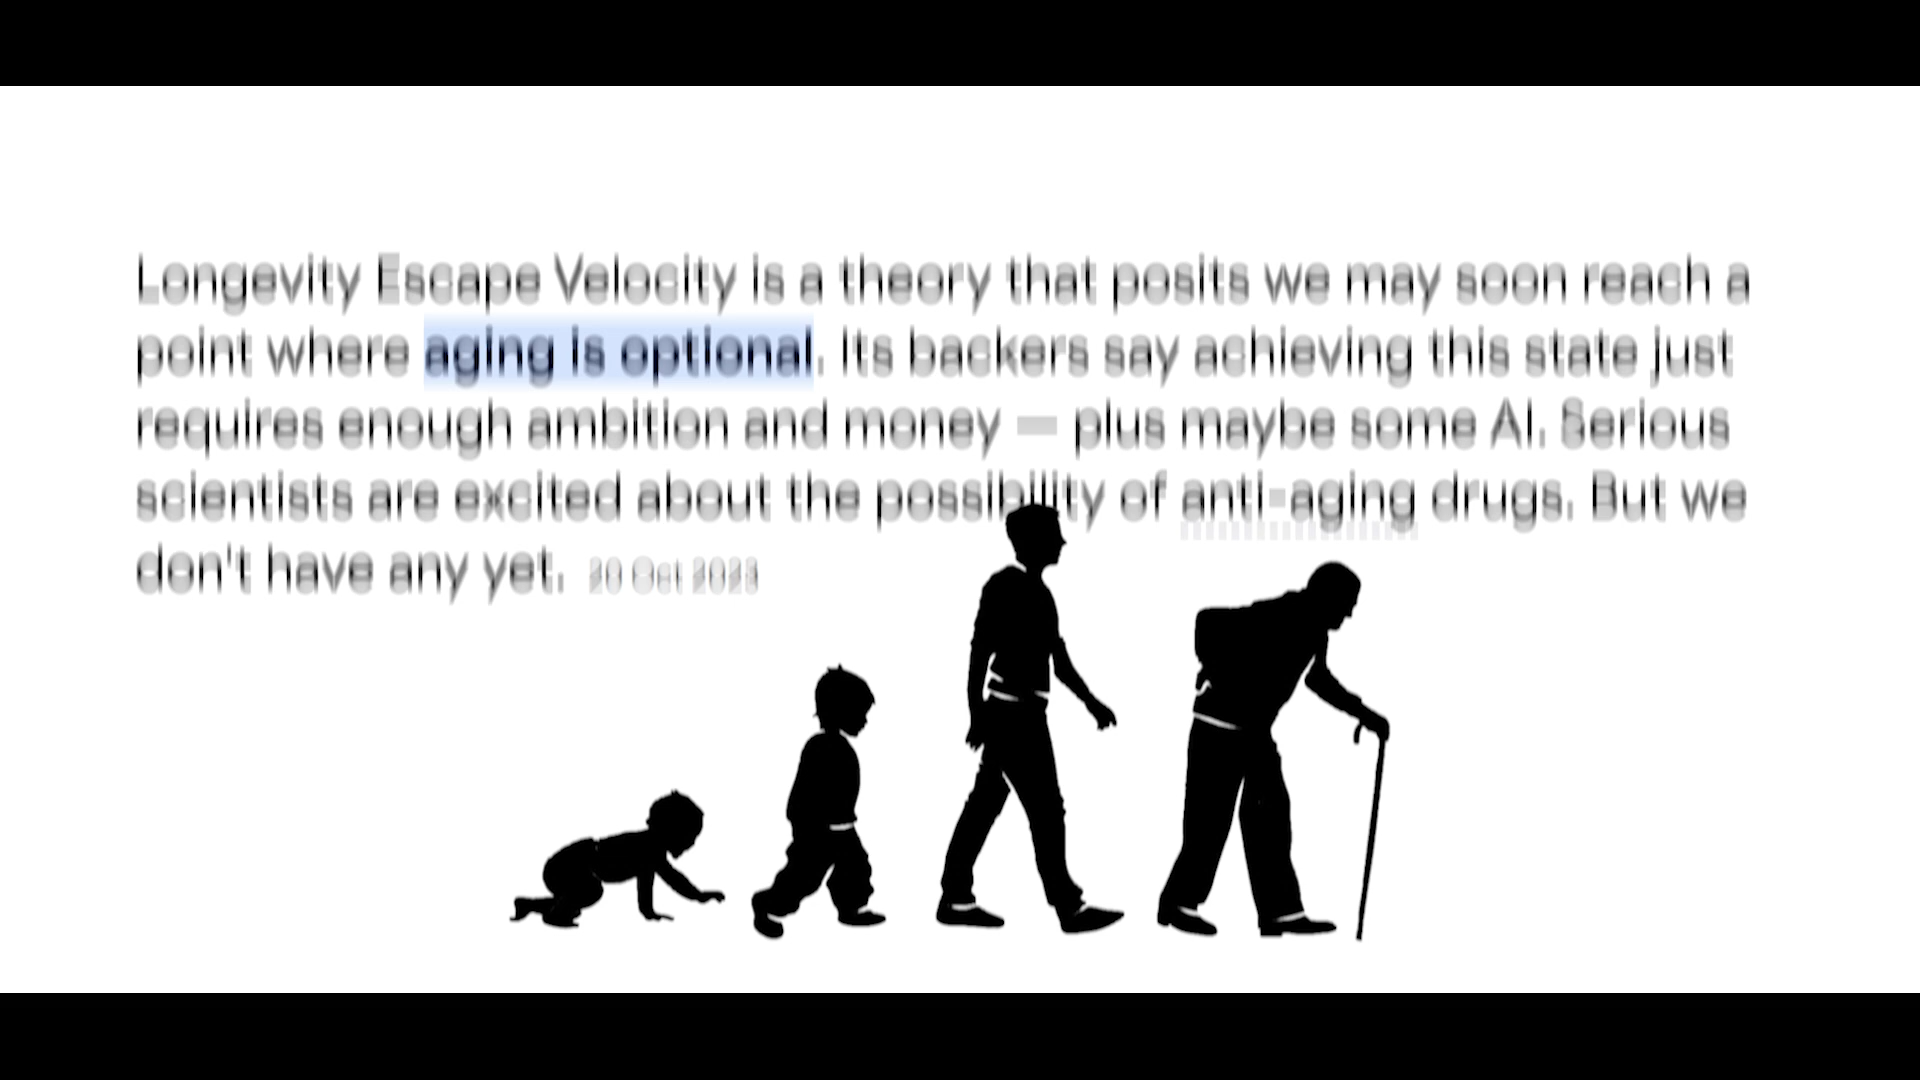 Longevity Escape Velocity is a theory that posits we may soon reach a
point where aging is optional. Its backers say achieving this state just
requires enough ambition and money — plus maybe some AI. Serious
scientists are excited about the possibility of anti-aging drugs. But we
don't have any yet. 20 Oct 2023